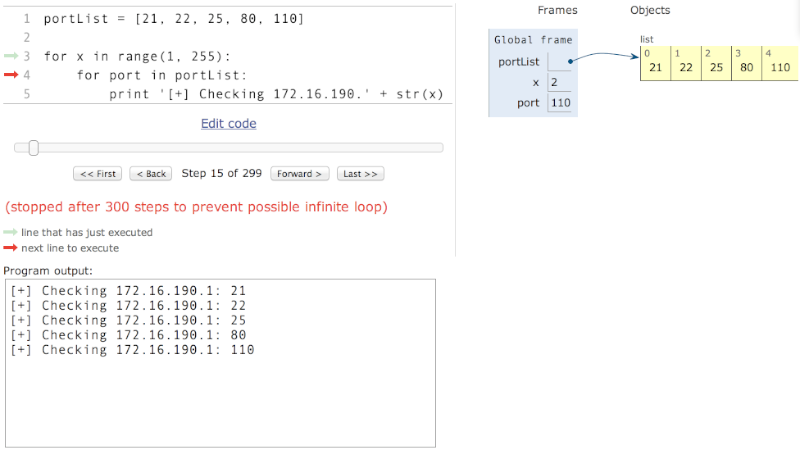 1 portList = [21, 22, 25, 80, 110]
2
3 for x in range(1, 255):
4 for port in portList:
5 print '[+] Checking 172.16.190.' + str(x)
Edit code
<< First < Back Step 15 of 299 Forward > Last >>
(stopped after 300 steps to prevent possible infinite loop)
line that has just executed
next line to execute
Program output:
[+] Checking 172.16.190.1: 21
[+] Checking 172.16.190.1: 22
[+] Checking 172.16.190.1: 25
[+] Checking 172.16.190.1: 80
[+] Checking 172.16.190.1: 110
Frames Objects
Global frame
portList
x 2
port 110
list
0 1 2 3 4
21 22 25 80 110